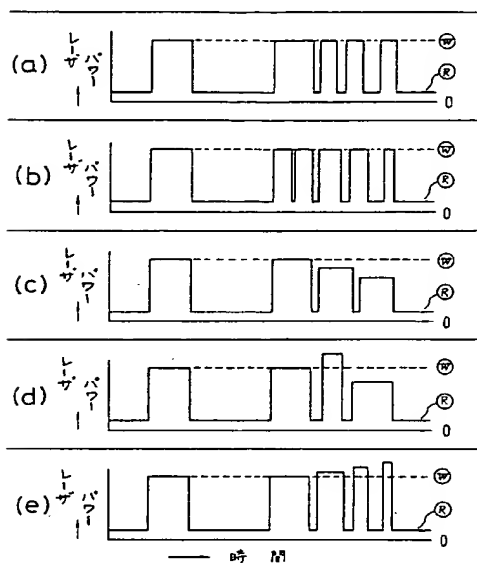 (a) レーザパワー → Ⓦ Ⓡ 0
(b) レーザパワー → Ⓦ Ⓡ 0
(c) レーザパワー → Ⓦ Ⓡ 0
(d) レーザパワー → Ⓦ Ⓡ 0
(e) レーザパワー → Ⓦ Ⓡ 0
時間